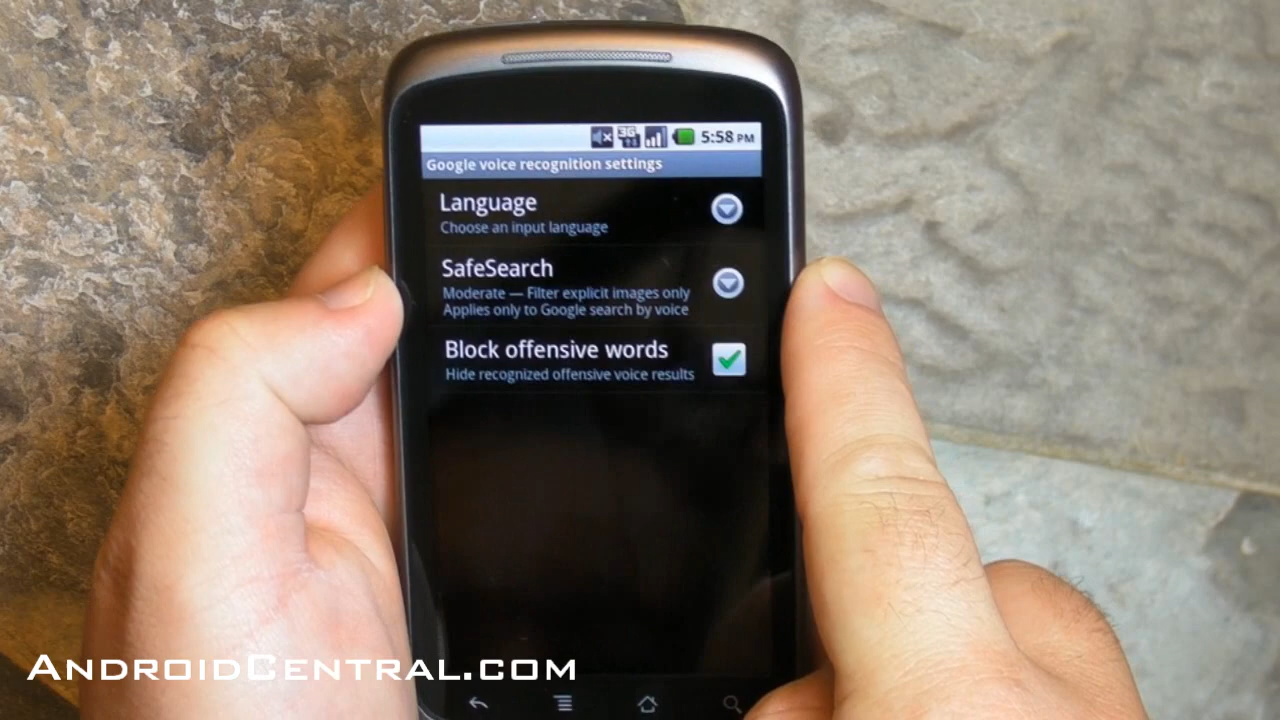 3G
5:58 PM
Google voice recognition settings
Language
Choose an input language
SafeSearch
Moderate — Filter explicit images only
Applies only to Google search by voice
Block offensive words
Hide recognized offensive voice results
AndroidCentral.com